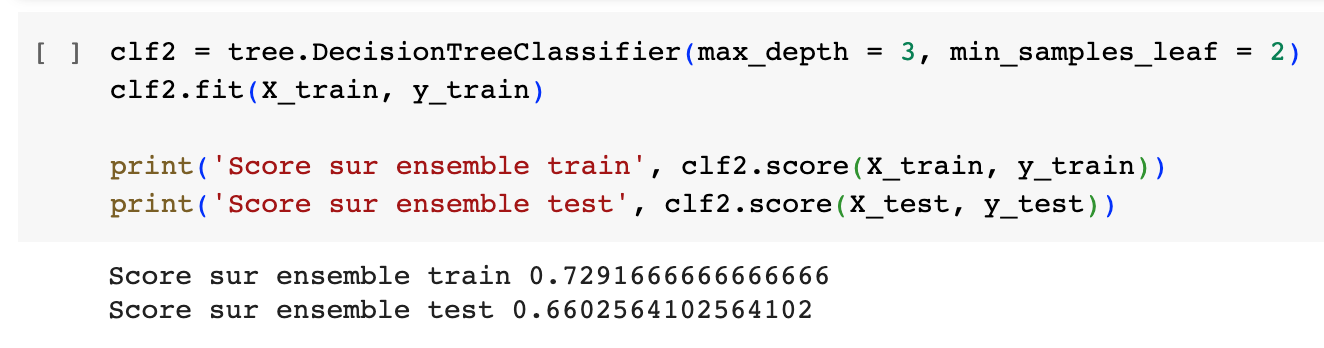 [ ] clf2 = tree.DecisionTreeClassifier(max_depth = 3, min_samples_leaf = 2)
clf2.fit(X_train, y_train)
print('Score sur ensemble train', clf2.score(X_train, y_train))
print('Score sur ensemble test', clf2.score(X_test, y_test))
Score sur ensemble train 0.7291666666666666
Score sur ensemble test 0.6602564102564102